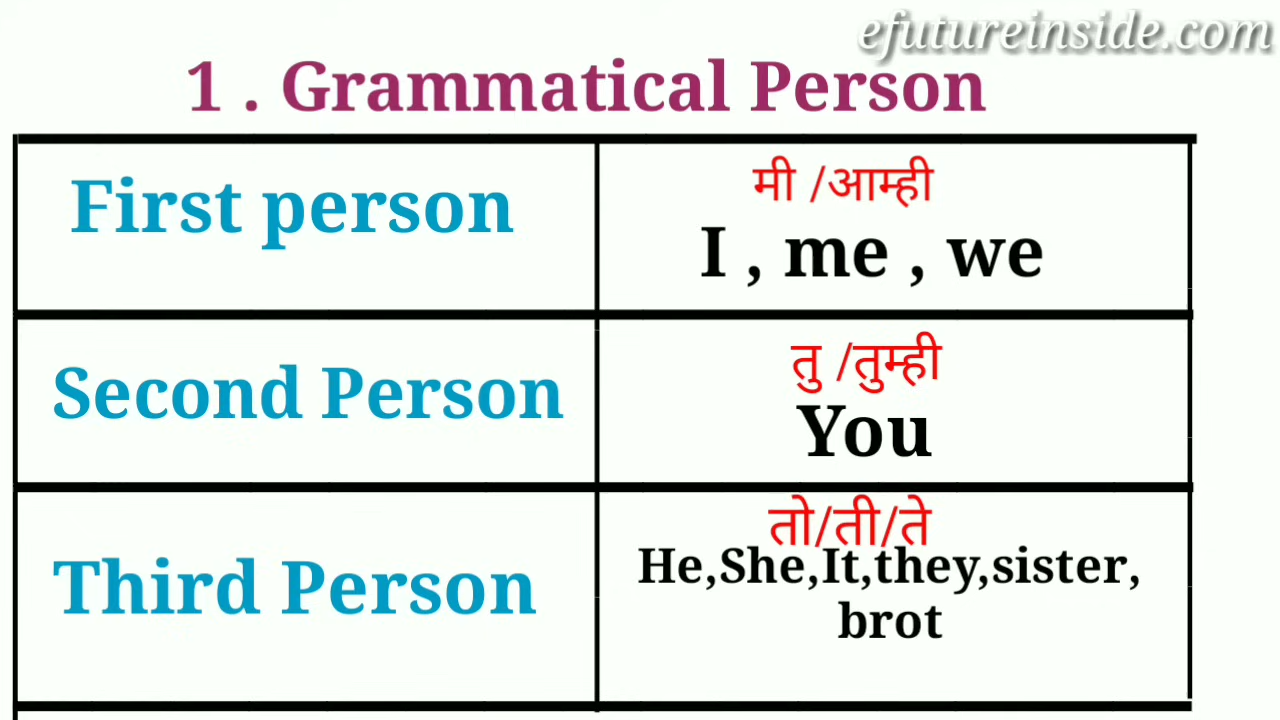 efutureinside.com
1 . Grammatical Person
First person
मी /आम्ही
I , me , we
Second Person
तु /तुम्ही
You
Third Person
तो/ती/ते
He,She,It,they,sister,
brot